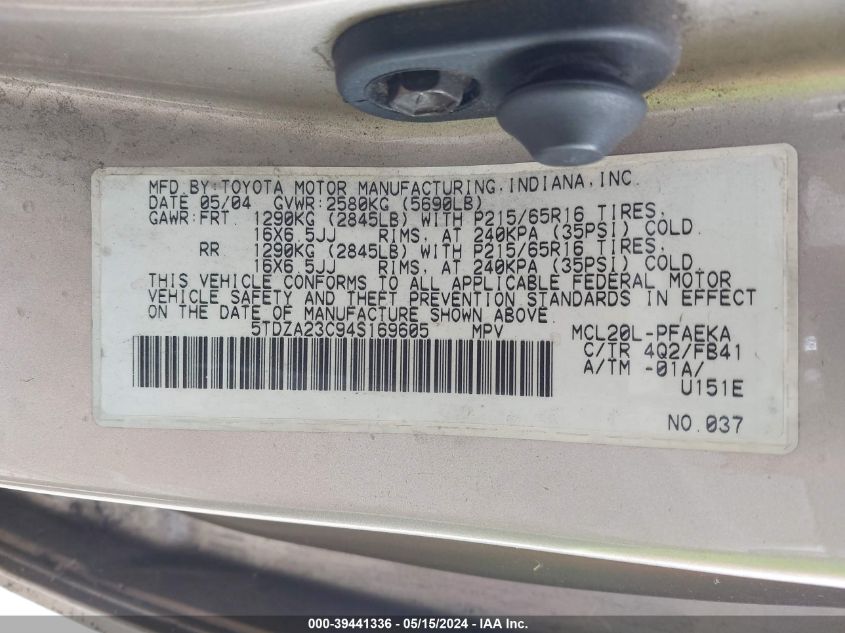 MFD.BY:TOYOTA MOTOR MANUFACTURING,INDIANA,INC.
DATE 05/04 GVWR:2580KG (5690LB)
GAWR:FRT. 1290KG (2845LB) WITH P215/65R16 TIRES,
16X6.5JJ RIMS, AT 240KPA (35PSI) COLD.
RR 1290KG (2845LB) WITH P215/65R16 TIRES,
16X6.5JJ RIMS, AT 240KPA (35PSI) COLD.
THIS VEHICLE CONFORMS TO ALL APPLICABLE FEDERAL MOTOR
VEHICLE SAFETY AND THEFT PREVENTION STANDARDS IN EFFECT
ON THE DATE OF MANUFACTURE SHOWN ABOVE
5TDZA23C94S169605 MPV MCL20L-PFAEKA
C/TR 4Q2/FB41
A/TM -01A/
U151E
NO.037
000-39441336 - 05/15/2024 - IAA Inc.